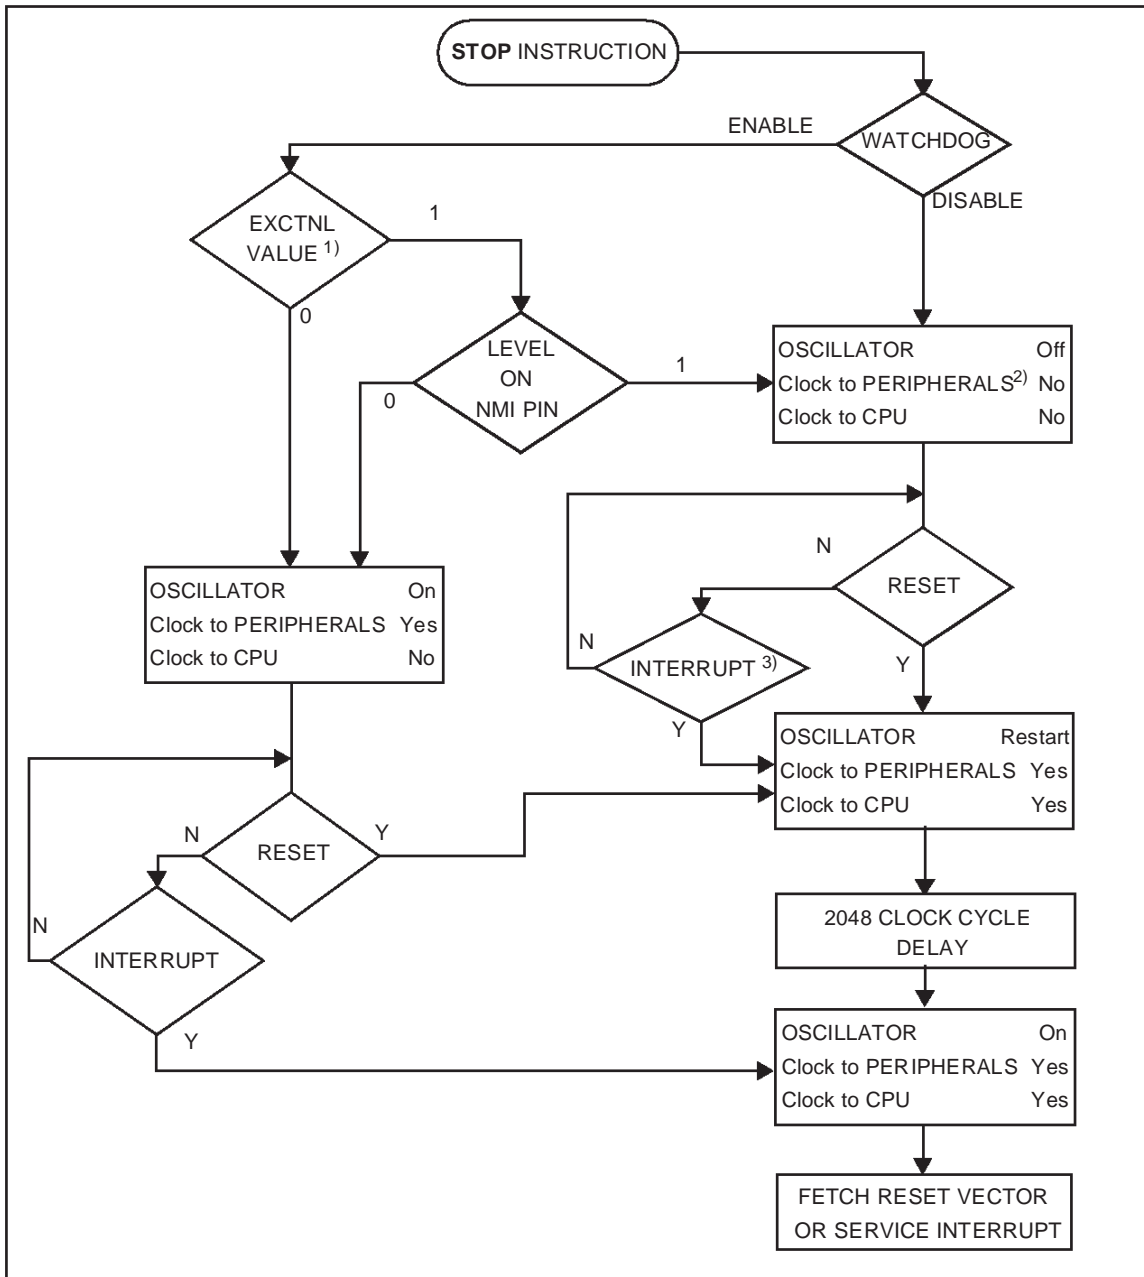 STOP INSTRUCTION
ENABLE
WATCHDOG
DISABLE
EXCTNL
VALUE 1)
1
0
LEVEL
ON
NMI PIN
1
0
OSCILLATOR Off
Clock to PERIPHERALS2) No
Clock to CPU No
N
RESET
Y
OSCILLATOR On
Clock to PERIPHERALS Yes
Clock to CPU No
N
INTERRUPT 3)
Y
OSCILLATOR Restart
Clock to PERIPHERALS Yes
Clock to CPU Yes
N
RESET
Y
2048 CLOCK CYCLE
DELAY
N
INTERRUPT
Y
OSCILLATOR On
Clock to PERIPHERALS Yes
Clock to CPU Yes
FETCH RESET VECTOR
OR SERVICE INTERRUPT